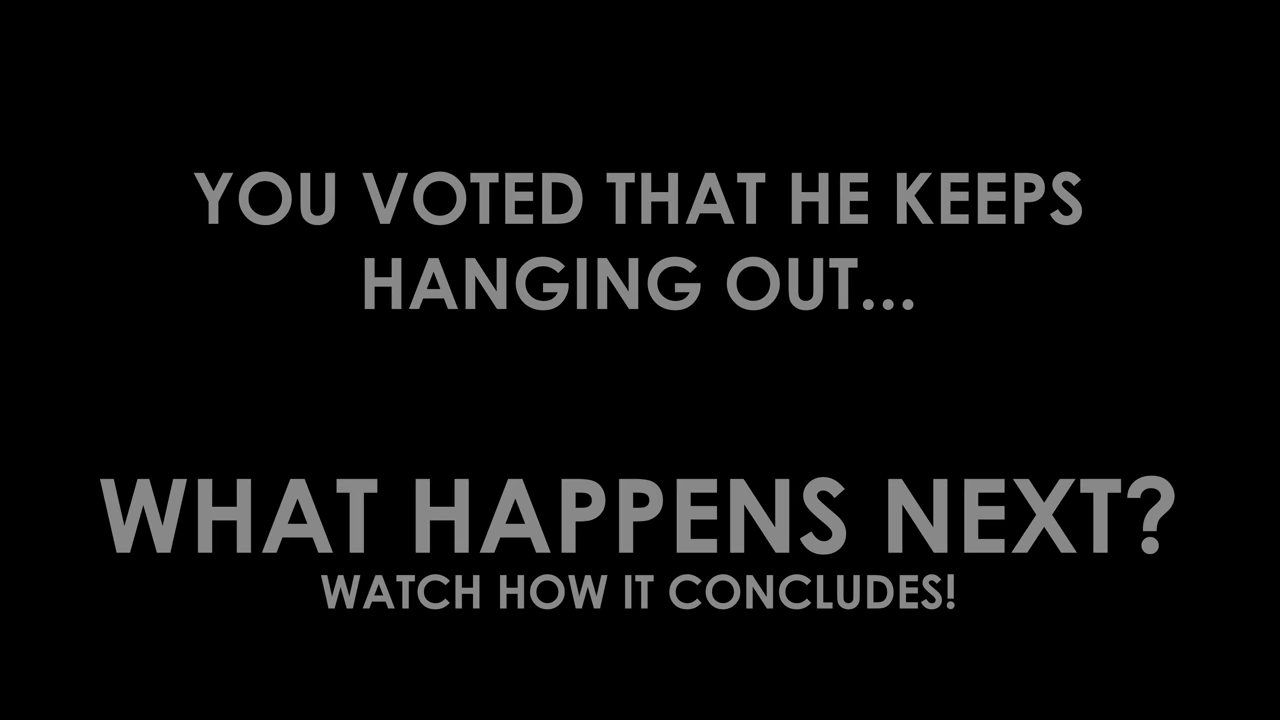 YOU VOTED THAT HE KEEPS
HANGING OUT...
WHAT HAPPENS NEXT?
WATCH HOW IT CONCLUDES!